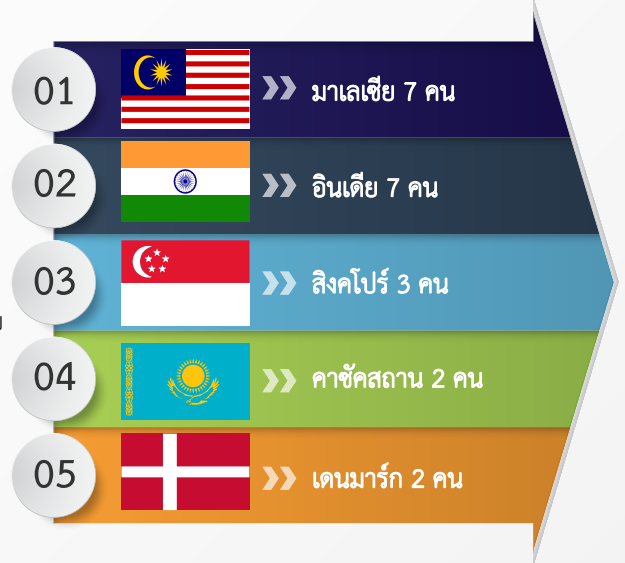 01
มาเลเซีย 7 คน
02
อินเดีย 7 คน
03
สิงคโปร์ 3 คน
04
คาซัคสถาน 2 คน
05
เดนมาร์ก 2 คน